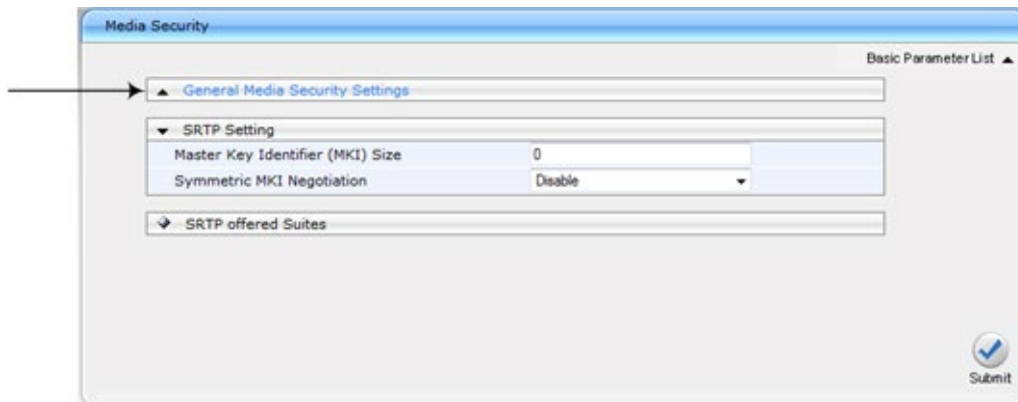 Media Security
Basic Parameter List
General Media Security Settings
SRTP Setting
Master Key Identifier (MKI) Size 0
Symmetric MKI Negotiation Disable
SRTP offered Suites
Submit